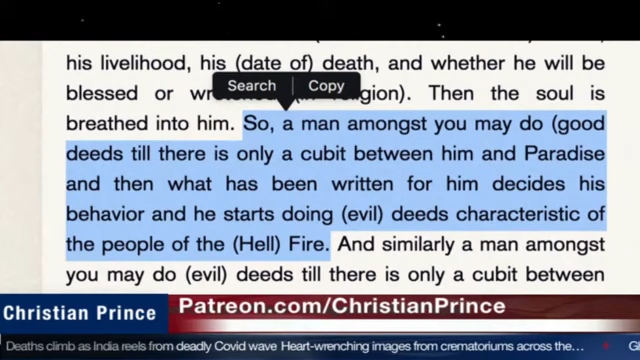 his livelihood, his (date of) death, and whether he will be
blessed or religion). Then the soul is
Search Copy
breathed into him. So, a man amongst you may do (good
deeds till there is only a cubit between him and Paradise
and then what has been written for him decides his
behavior and he starts doing (evil) deeds characteristic of
the people of the (Hell) Fire. And similarly a man amongst
you may do (evil) deeds till there is only a cubit between
Christian Prince
Patreon.com/ChristianPrince
Deaths climb as India reels from deadly Covid wave Heart-wrenching images from crematoriums across the…